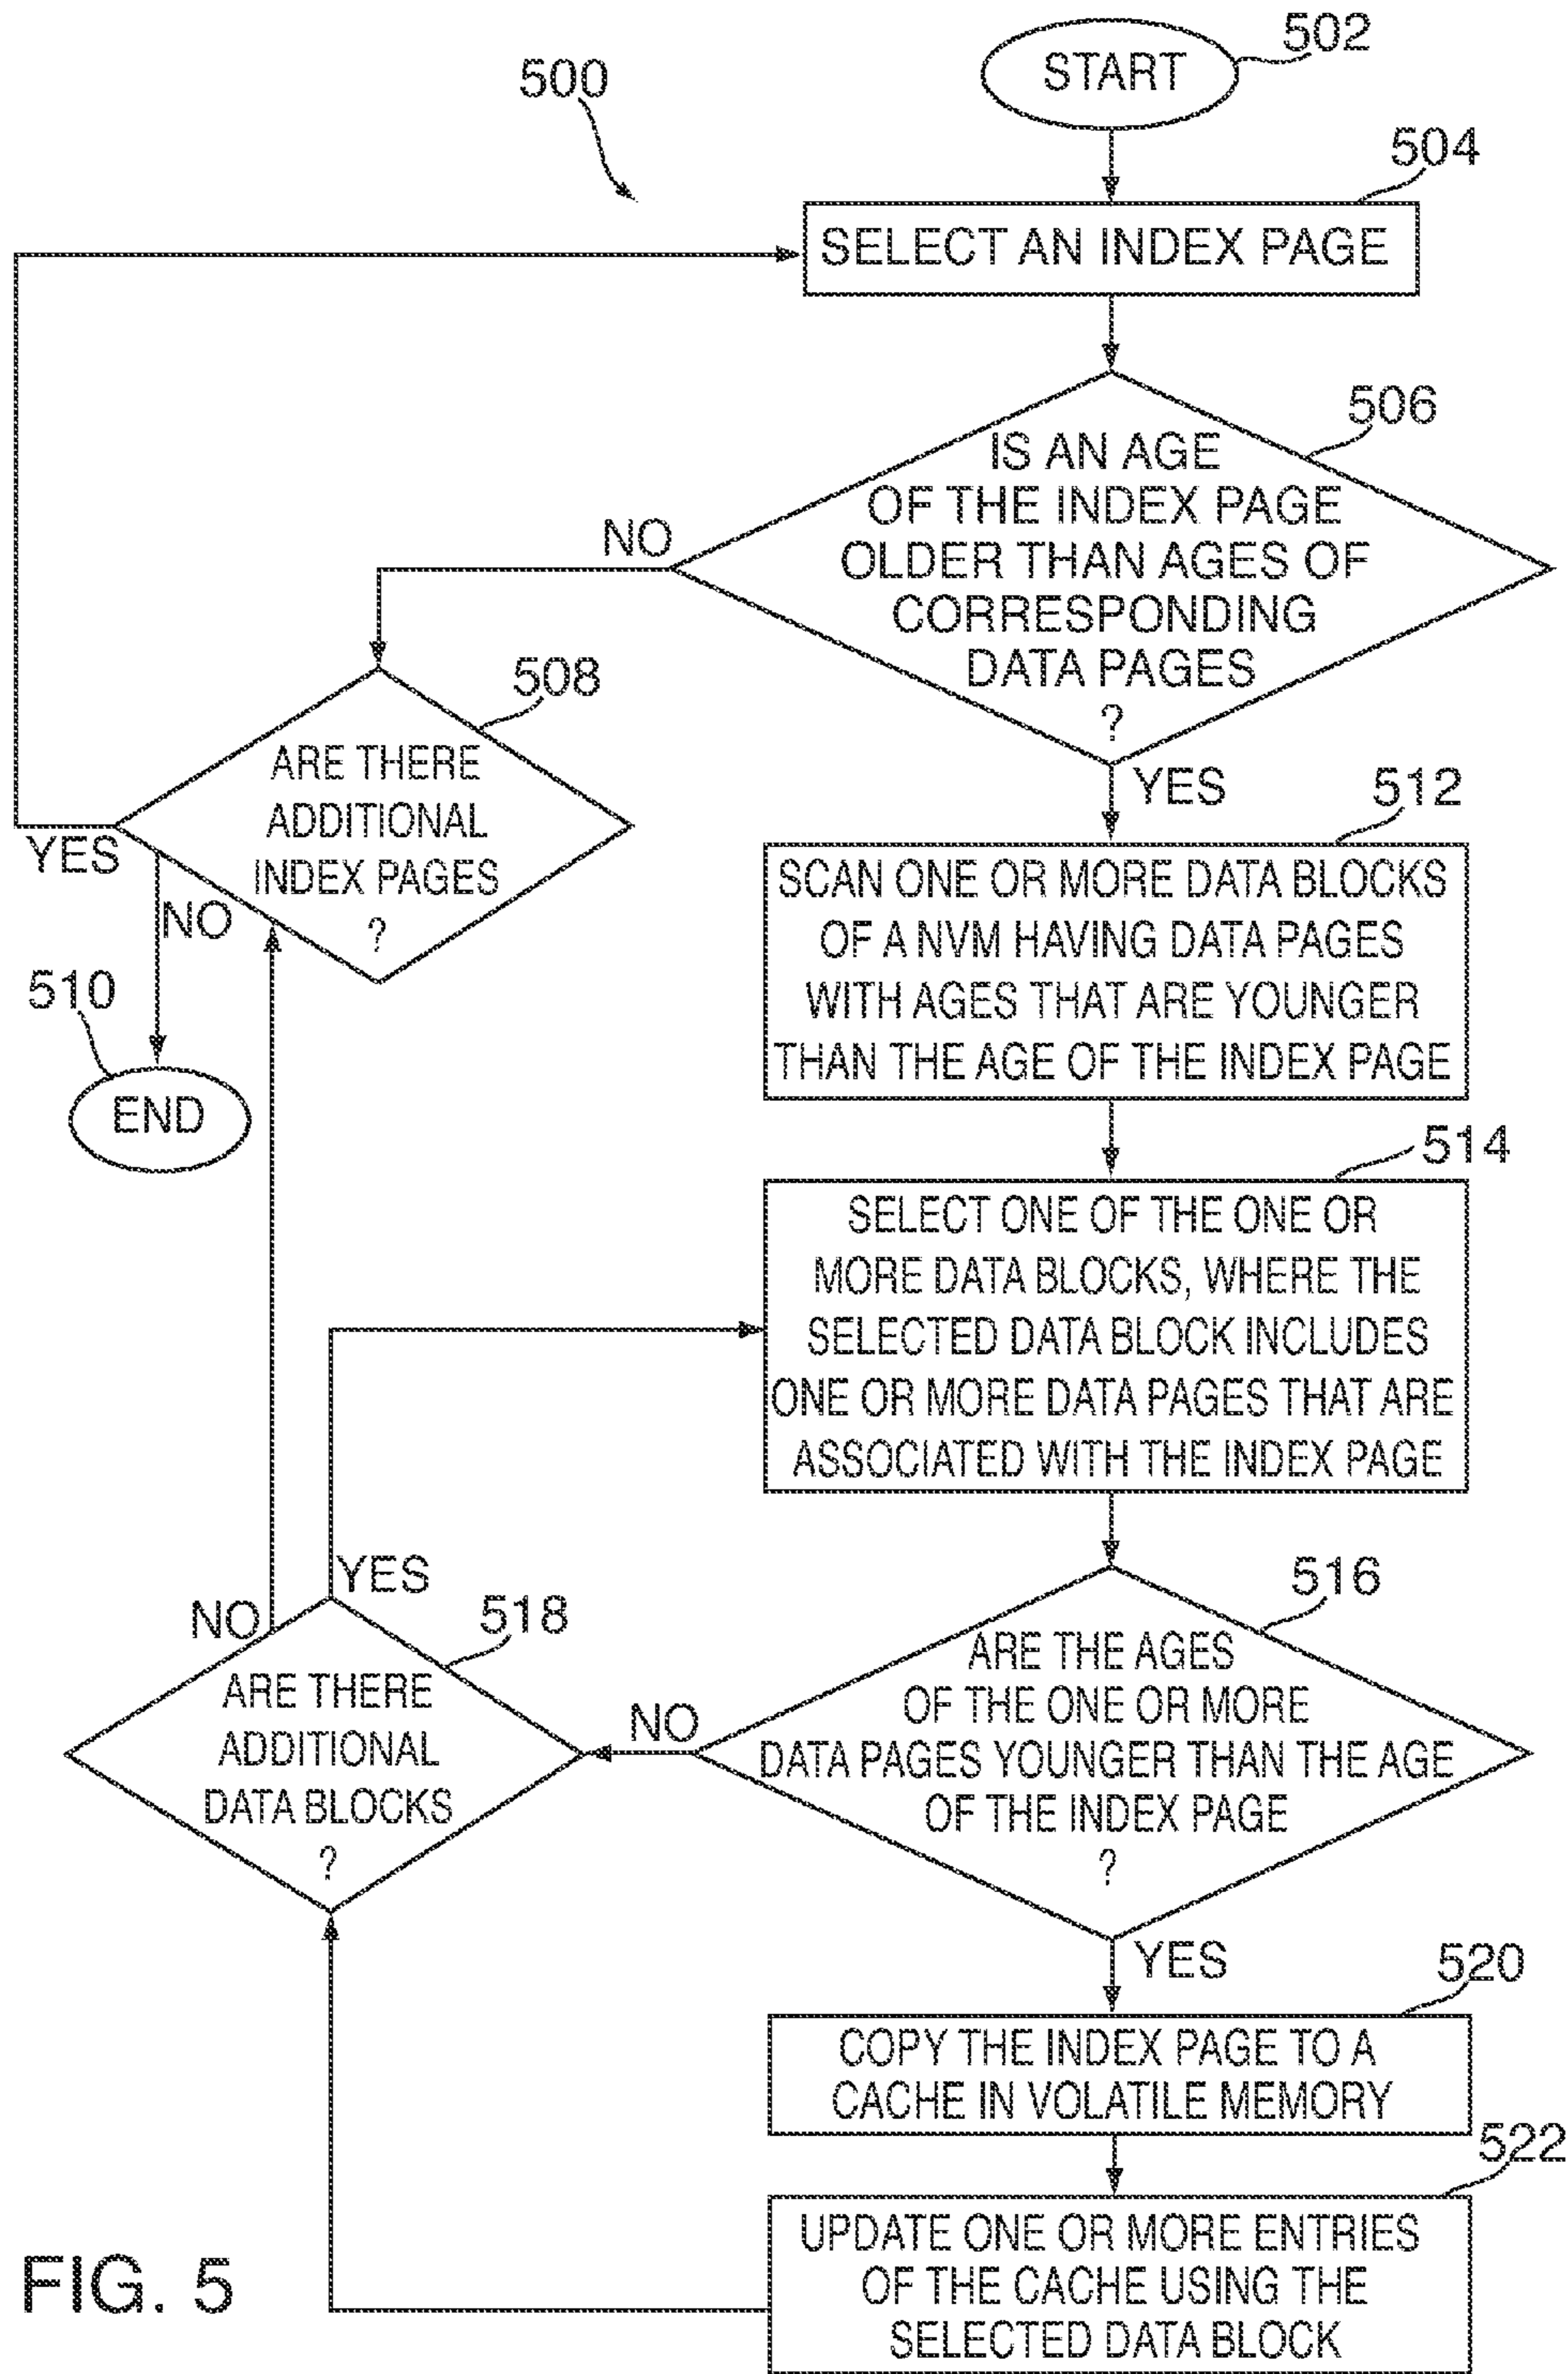 502
START
500
504
SELECT AN INDEX PAGE
506
IS AN AGE
OF THE INDEX PAGE
OLDER THAN AGES OF
CORRESPONDING
DATA PAGES
?
NO
YES
508
ARE THERE
ADDITIONAL
INDEX PAGES
?
YES
NO
510
END
512
SCAN ONE OR MORE DATA BLOCKS
OF A NVM HAVING DATA PAGES
WITH AGES THAT ARE YOUNGER
THAN THE AGE OF THE INDEX PAGE
514
SELECT ONE OF THE ONE OR
MORE DATA BLOCKS, WHERE THE
SELECTED DATA BLOCK INCLUDES
ONE OR MORE DATA PAGES THAT ARE
ASSOCIATED WITH THE INDEX PAGE
516
ARE THE AGES
OF THE ONE OR MORE
DATA PAGES YOUNGER THAN THE AGE
OF THE INDEX PAGE
?
NO
YES
518
ARE THERE
ADDITIONAL
DATA BLOCKS
?
YES
NO
520
COPY THE INDEX PAGE TO A
CACHE IN VOLATILE MEMORY
522
UPDATE ONE OR MORE ENTRIES
OF THE CACHE USING THE
SELECTED DATA BLOCK
FIG. 5